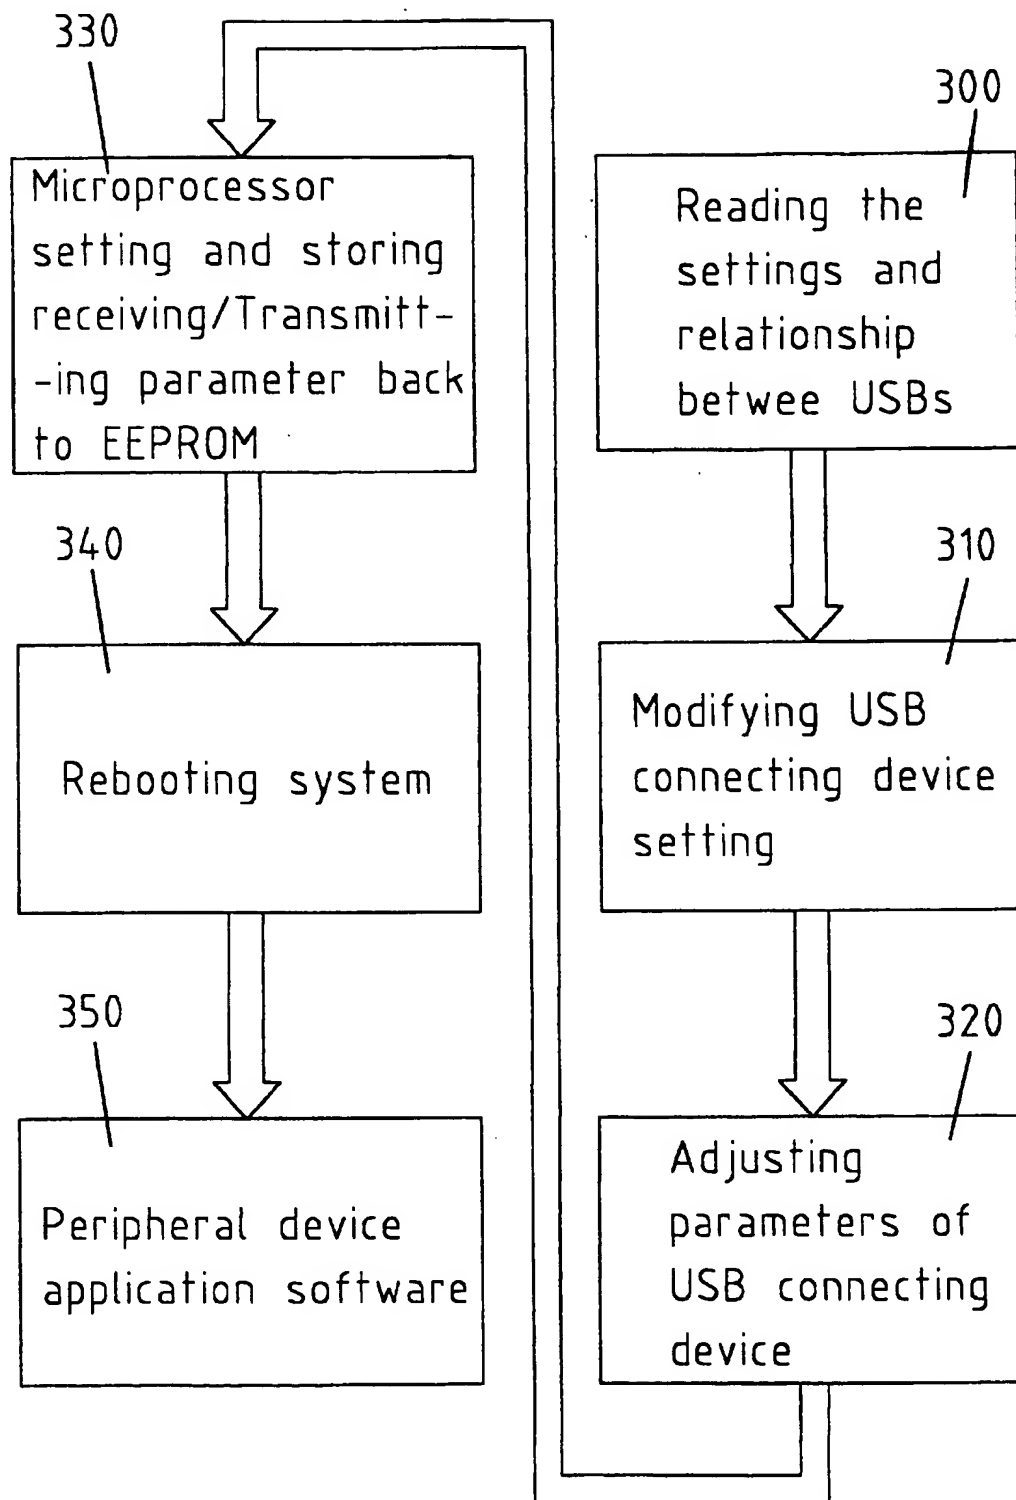 330
Microprocessor
setting and storing
receiving/Transmitt-
-ing parameter back
to EEPROM
340
Rebooting system
350
Peripheral device
application software
300
Reading the
settings and
relationship
betwee USBs
310
Modifying USB
connecting device
setting
320
Adjusting
parameters of
USB connecting
device